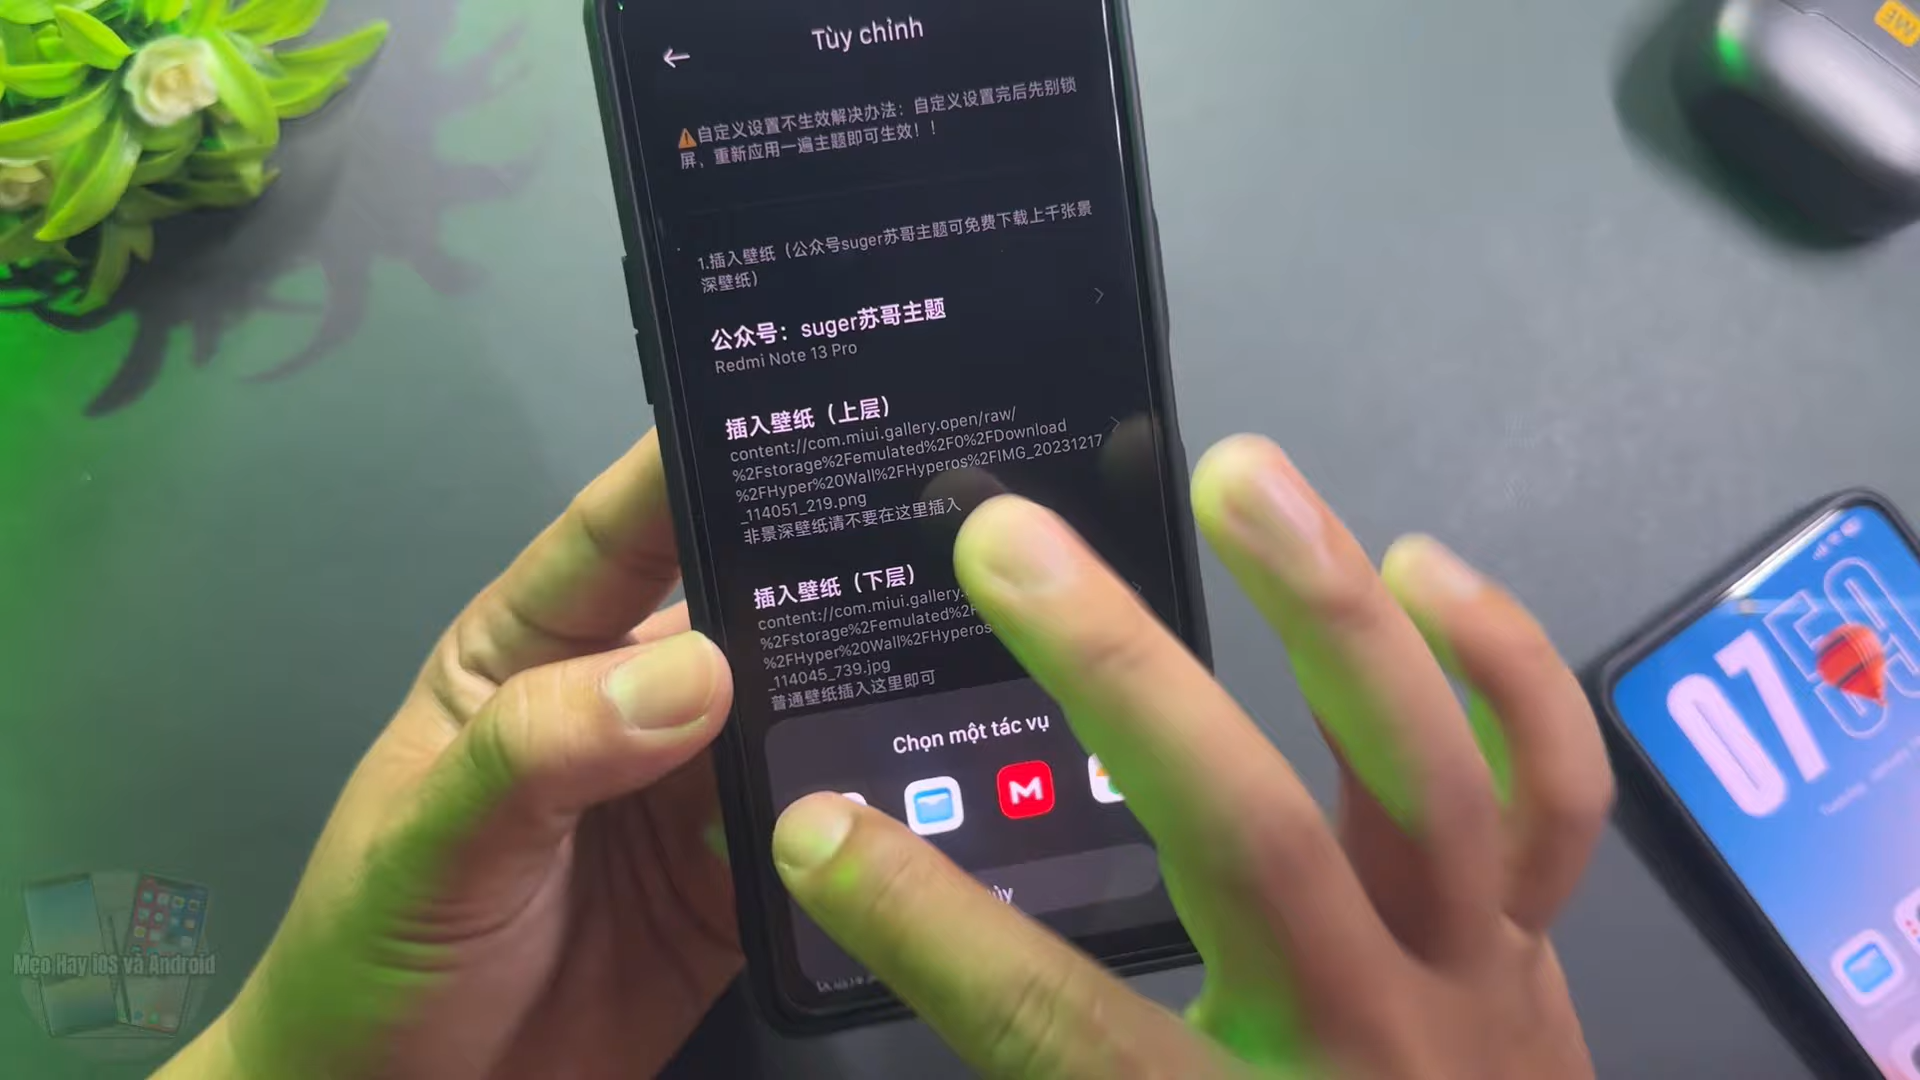 Tùy chỉnh
⚠自定义设置不生效解决办法：自定义设置完后先别锁
屏，重新应用一遍主题即可生效！！
1.插入壁纸（公众号suger苏哥主题可免费下载上千张景
深壁纸）
公众号：suger苏哥主题
Redmi Note 13 Pro
插入壁纸（上层）
content://com.miui.gallery.open/raw/
%2Fstorage%2Femulated%2F0%2FDownload
%2FHyper%20Wall%2FHyperos%2FIMG_20231217
_114051_219.png
非景深壁纸请不要在这里插入
插入壁纸（下层）
content://com.miui.gallery.
%2Fstorage%2Femulated%2F
%2FHyper%20Wall%2FHyperos
_114045_739.jpg
普通壁纸插入这里即可
Chọn một tác vụ
M
07
Mẹo Hay iOS và Android